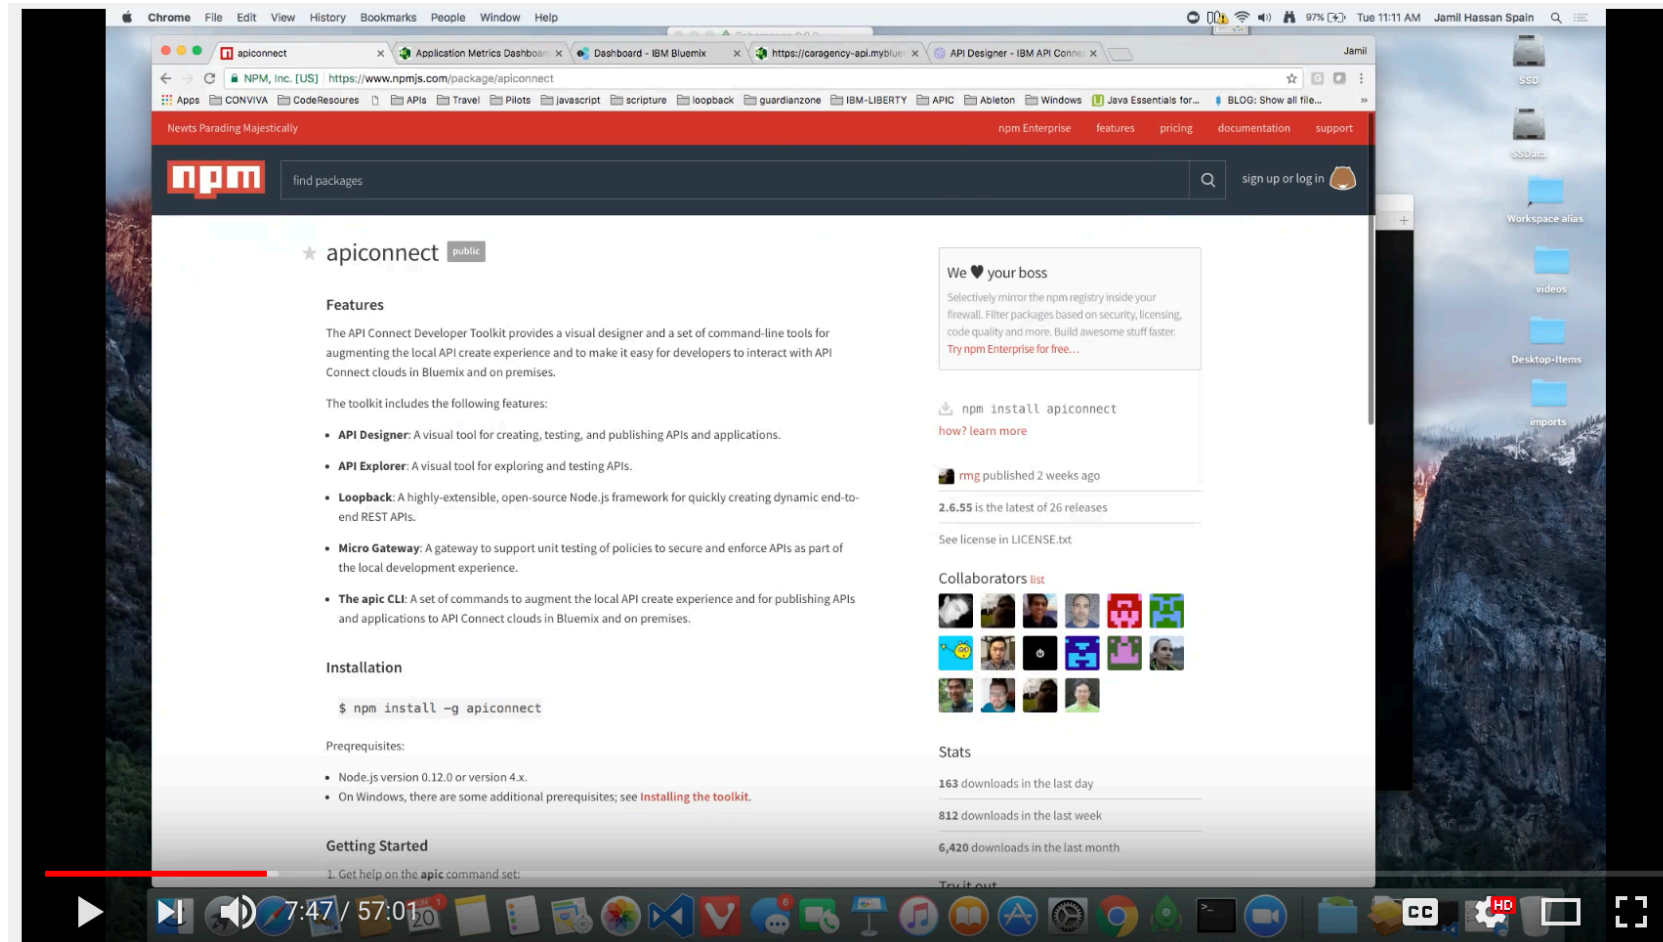 Chrome File Edit View History Bookmarks People Window Help
97% Tue 11:11 AM Jamil Hassan Spain
apiconnect
Application Metrics Dashboar
Dashboard - IBM Bluemix
https://caragency-api.myblue
API Designer - IBM API Conne
Jamil
NPM, Inc. [US] https://www.npmjs.com/package/apiconnect
Apps CONVIVA CodeResoures APIs Travel Pilots javascript scripture loopback guardianzone IBM-LIBERTY APIC Ableton Windows Java Essentials for... BLOG: Show all file... »
Newts Parading Majestically
npm Enterprise features pricing documentation support
npm
find packages
sign up or log in
apiconnect public
Features
The API Connect Developer Toolkit provides a visual designer and a set of command-line tools for
augmenting the local API create experience and to make it easy for developers to interact with API
Connect clouds in Bluemix and on premises.
The toolkit includes the following features:
• API Designer: A visual tool for creating, testing, and publishing APIs and applications.
• API Explorer: A visual tool for exploring and testing APIs.
• Loopback: A highly-extensible, open-source Node.js framework for quickly creating dynamic end-to-
end REST APIs.
• Micro Gateway: A gateway to support unit testing of policies to secure and enforce APIs as part of
the local development experience.
• The apic CLI: A set of commands to augment the local API create experience and for publishing APIs
and applications to API Connect clouds in Bluemix and on premises.
Installation
$ npm install -g apiconnect
Preqrequisites:
• Node.js version 0.12.0 or version 4.x.
• On Windows, there are some additional prerequisites; see Installing the toolkit.
Getting Started
1. Get help on the apic command set:
We ♥ your boss
Selectively mirror the npm registry inside your
firewall. Filter packages based on security, licensing,
code quality and more. Build awesome stuff faster.
Try npm Enterprise for free…
npm install apiconnect
how? learn more
rmg published 2 weeks ago
2.6.55 is the latest of 26 releases
See license in LICENSE.txt
Collaborators list
Stats
163 downloads in the last day
812 downloads in the last week
6,420 downloads in the last month
Try it out
SSD
SSData
Workspace alias
videos
Desktop-Items
imports
7:47 / 57:01
20
1
6
CC
HD